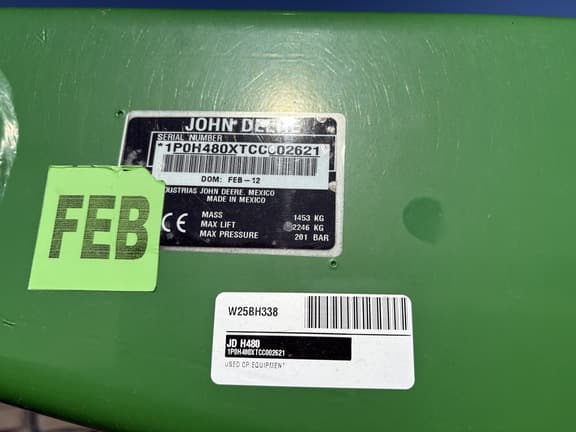 JOHN DEERE
SERIAL NUMBER
*1P0H480XTCC002621
DOM: FEB-12
INDUSTRIAS JOHN DEERE, MEXICO
MADE IN MEXICO
CE
MASS 1453 KG
MAX LIFT 2246 KG
MAX PRESSURE 201 BAR
FEB
W25BH338
JD H480
1P0H480XTCC002621
USED CP EQUIPMENT